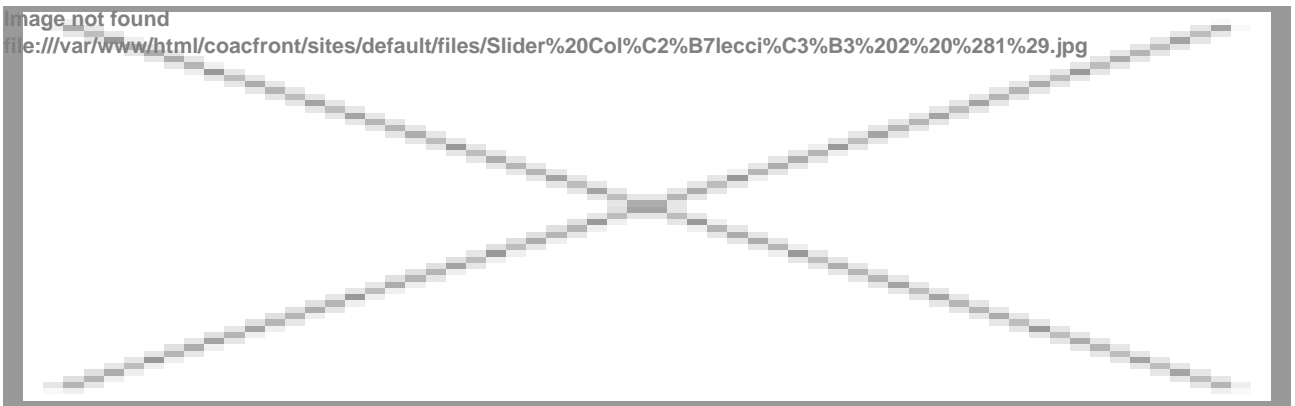 Image not found
file:///var/www/html/coacfront/sites/default/files/Slider%20Col%C2%B7lecci%C3%B3%202%20%281%29.jpg